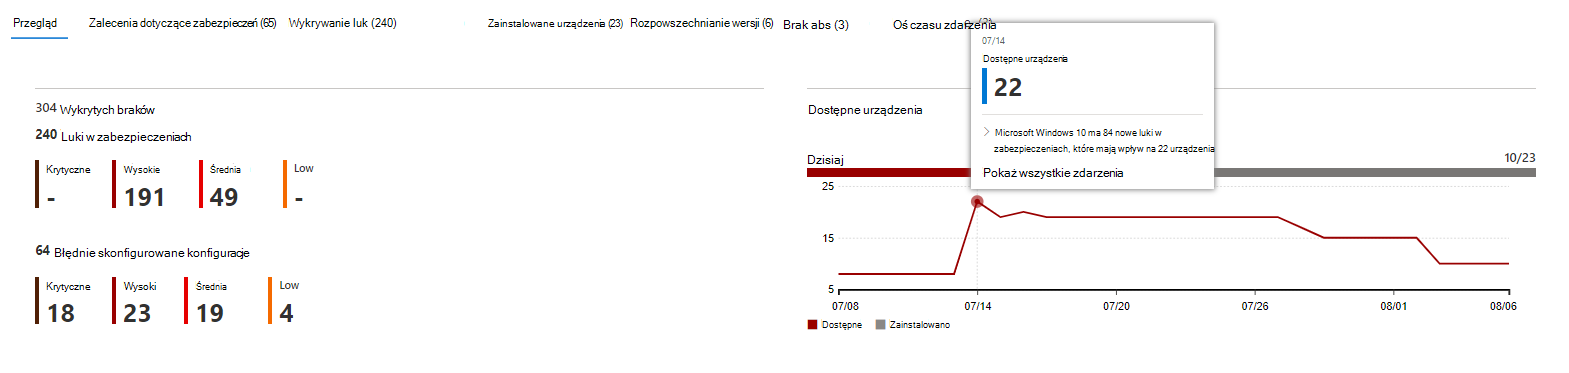 Przegląd
Zalecenia dotyczące zabezpieczeń (65)
Wykrywanie luk (240)
Zainstalowane urządzenia (23)
Rozpowszechnianie wersji (6)
Brak abs (3)
Oś czasu zdarzenia
304 Wykrytych braków
240 Luki w zabezpieczeniach
Krytyczne
Wysokie
Średnia
Low
-
191
49
-
64 Błędnie skonfigurowane konfiguracje
Krytyczne
Wysoki
Średnia
Low
18
23
19
4
Dostępne urządzenia
07/14
Dostępne urządzenia
22
Microsoft Windows 10 ma 84 nowe luki w
zabezpieczeniach, które mają wpływ na 22 urządzenia
Pokaż wszystkie zdarzenia
Dzisiaj
10/23
25
15
5
07/08
07/14
07/20
07/26
08/01
08/06
Dostępne
Zainstalowano